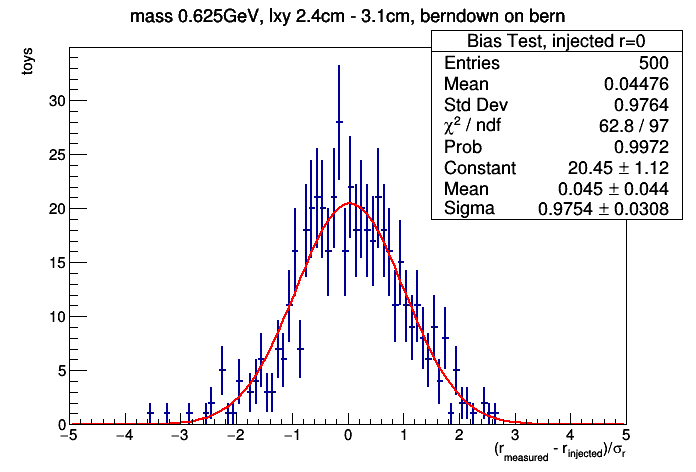 mass 0.625GeV, lxy 2.4cm - 3.1cm, berndown on bern
Bias Test, injected r=0
Entries 500
Mean 0.04476
Std Dev 0.9764
χ² / ndf 62.8 / 97
Prob 0.9972
Constant 20.45 ± 1.12
Mean 0.045 ± 0.044
Sigma 0.9754 ± 0.0308
toys
30
25
20
15
10
5
0
−5 −4 −3 −2 −1 0 1 2 3 4 5
(r_measured - r_injected)/σ_r